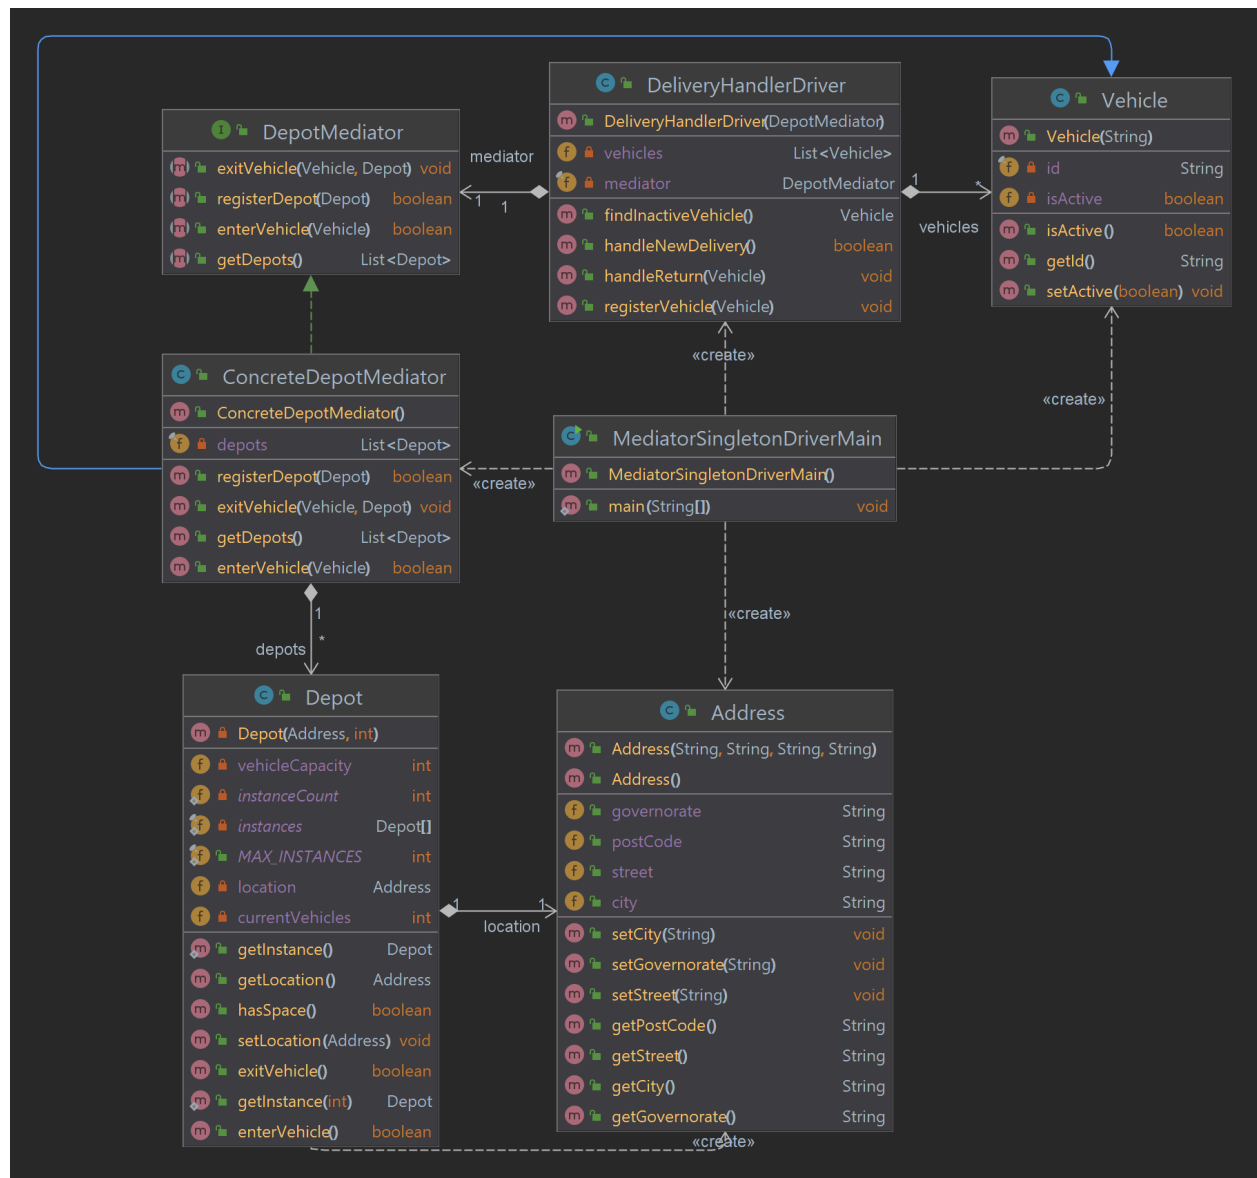 DepotMediator
exitVehicle(Vehicle, Depot) void
registerDepot(Depot) boolean
enterVehicle(Vehicle) boolean
getDepots() List<Depot>
mediator
1
1
DeliveryHandlerDriver
DeliveryHandlerDriver(DepotMediator)
vehicles List<Vehicle>
mediator DepotMediator
findInactiveVehicle() Vehicle
handleNewDelivery() boolean
handleReturn(Vehicle) void
registerVehicle(Vehicle) void
1
*
vehicles
Vehicle
Vehicle(String)
id String
isActive boolean
isActive() boolean
getId() String
setActive(boolean) void
«create»
«create»
ConcreteDepotMediator
ConcreteDepotMediator()
depots List<Depot>
registerDepot(Depot) boolean
exitVehicle(Vehicle, Depot) void
getDepots() List<Depot>
enterVehicle(Vehicle) boolean
«create»
MediatorSingletonDriverMain
MediatorSingletonDriverMain()
main(String[]) void
«create»
1
*
depots
Depot
Depot(Address, int)
vehicleCapacity int
instanceCount int
instances Depot[]
MAX_INSTANCES int
location Address
currentVehicles int
getInstance() Depot
getLocation() Address
hasSpace() boolean
setLocation(Address) void
exitVehicle() boolean
getInstance(int) Depot
enterVehicle() boolean
1
1
location
Address
Address(String, String, String, String)
Address()
governorate String
postCode String
street String
city String
setCity(String) void
setGovernorate(String) void
setStreet(String) void
getPostCode() String
getStreet() String
getCity() String
getGovernorate() String
«create»